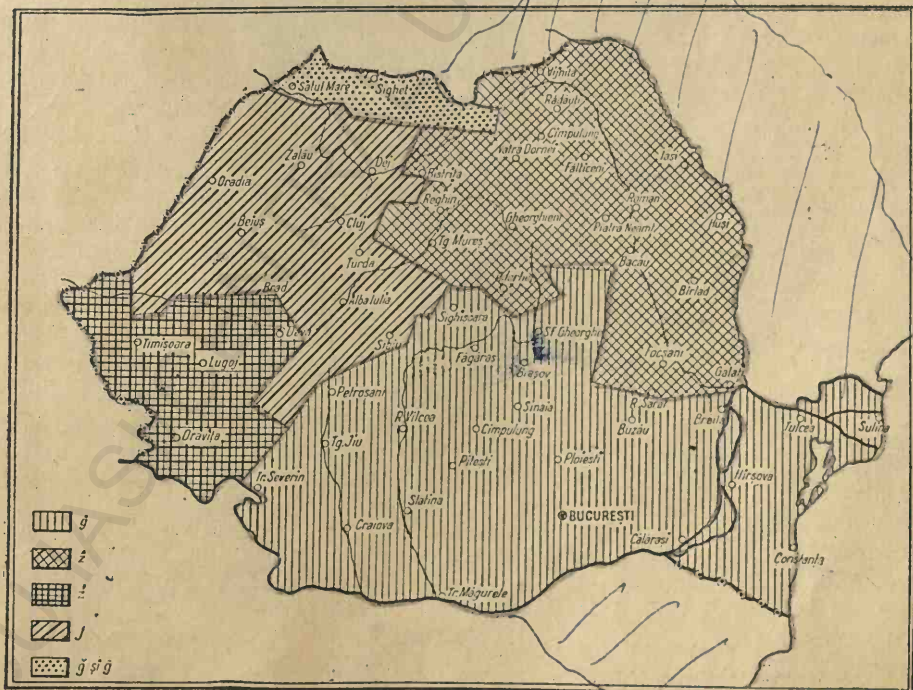 Vijnița
Satul Mare
Sighet
Rădăuți
Cîmpulung
Vatra Dornei
Fălticeni
Iași
Zalău
Dej
Bistrița
Oradia
Reghin
Roman
Huși
Cluj
Gheorghieni
Piatra Neamț
Beiuș
Tg. Mureș
Bacău
Turda
Bîrlad
Brad
Alba Iulia
Sighișoara
Sf. Gheorghe
Timișoara
Sibiu
Lugoj
Făgăraș
Brașov
Focșani
Galați
Petroșani
Sinaia
R. Sărat
Brăila
Tulcea
Sulina
R. Vîlcea
Cîmpulung
Buzău
Oravița
Tg. Jiu
Pitești
Ploiești
Tr. Severin
Hîrșova
Slatina
BUCUREȘTI
Craiova
Călărași
Constanța
Tr. Măgurele
j
ğ și ğ